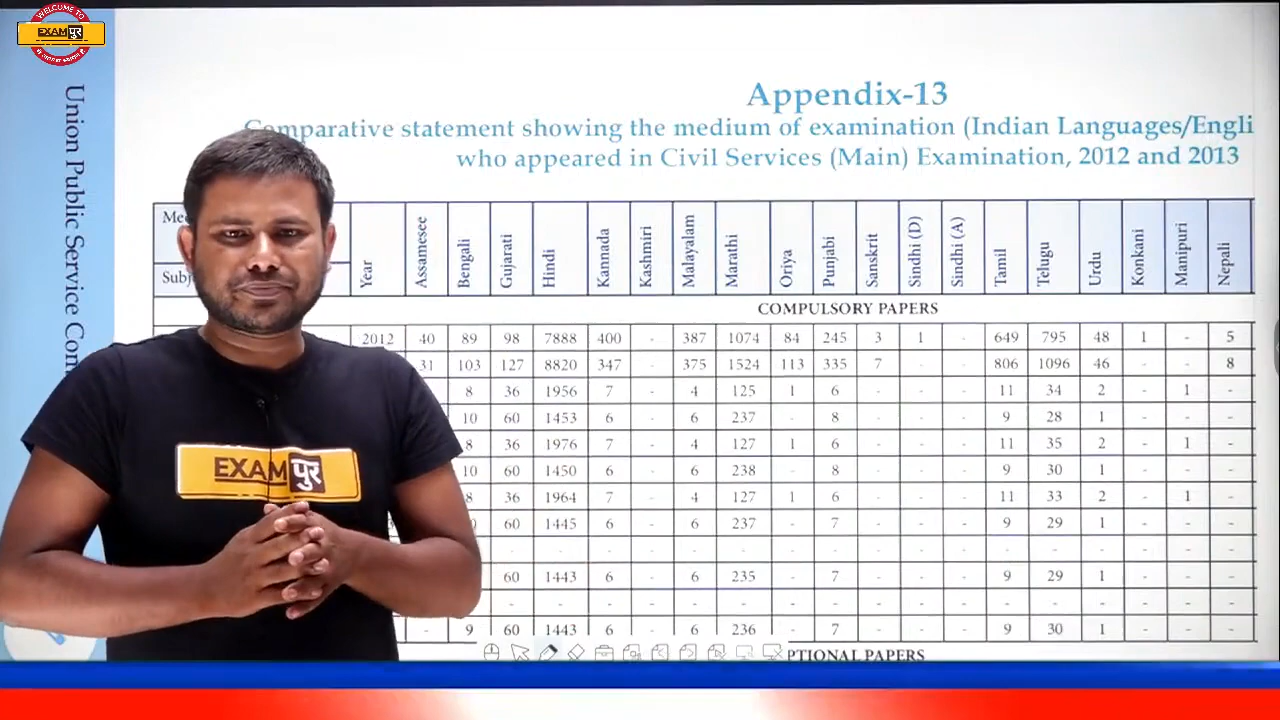 WELCOME TO
EXAMपुर
Union Public Service
Appendix-13
Comparative statement showing the medium of examination (Indian Languages/Engli
who appeared in Civil Services (Main) Examination, 2012 and 2013
Year Assamesee Bengali Gujarati Hindi Kannada Kashmiri Malayalam Marathi Oriya Punjabi Sanskrit Sindhi (D) Sindhi (A) Tamil Telugu Urdu Konkani Manipuri Nepali
COMPULSORY PAPERS
2012 40 89 98 7888 400 - 387 1074 84 245 3 1 - 649 795 48 1 - 5
31 103 127 8820 347 - 375 1524 113 335 7 - - 806 1096 46 - - 8
8 36 1956 7 - 4 125 1 6 - - - 11 34 2 - 1 -
10 60 1453 6 - 6 237 - 8 - - - 9 28 1 - - -
8 36 1976 7 - 4 127 1 6 - - - 11 35 2 - 1 -
10 60 1450 6 - 6 238 - 8 - - - 9 30 1 - - -
8 36 1964 7 - 4 127 1 6 - - - 11 33 2 - 1 -
60 1445 6 - 6 237 - 7 - - - 9 29 1 - - -
- - - - - - - - - - - - - - - - -
60 1443 6 - 6 235 - 7 - - - 9 29 1 - - -
- - - - - - - - - - - - - - - - -
- 9 60 1443 6 - 6 236 - 7 - - - 9 30 1 - - -
PTIONAL PAPERS
EXAMपुर